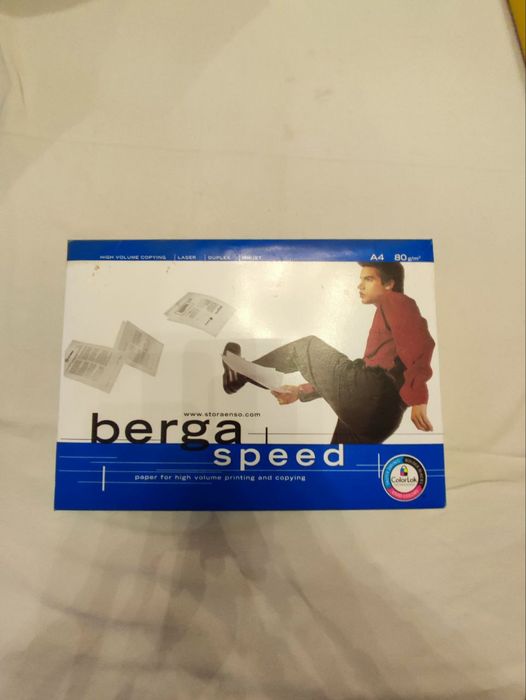 HIGH VOLUME COPYING | LASER | DUPLEX | INKJET
A4 80 g/m²
www.storaenso.com
berga
speed
paper for high volume printing and copying
ColorLok